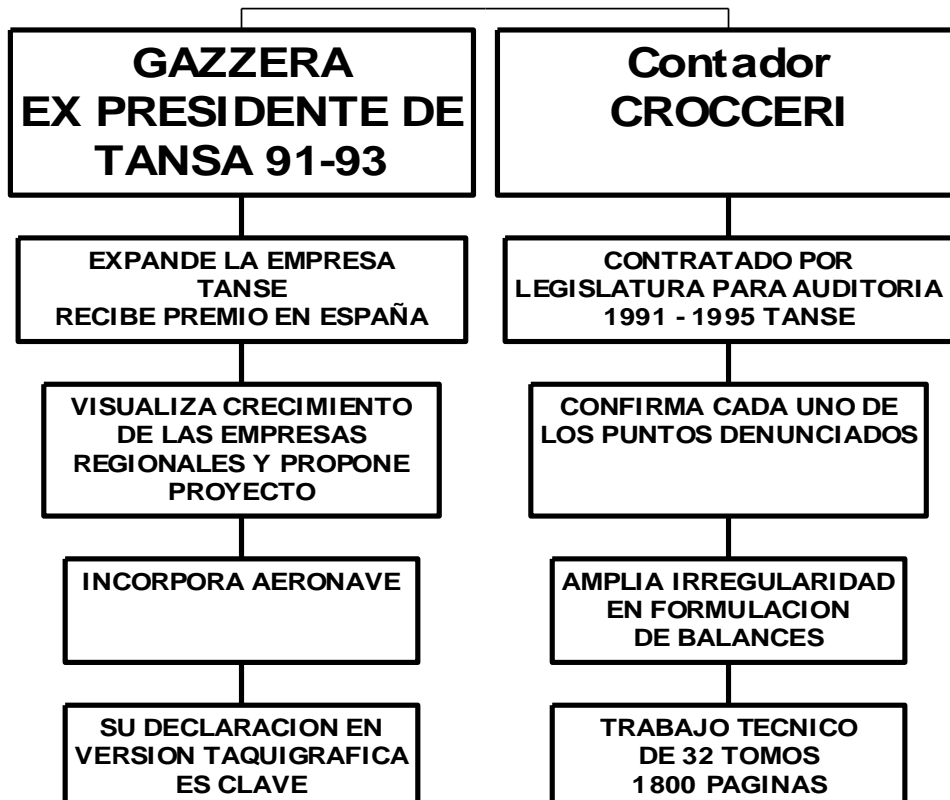 GAZZERA
EX PRESIDENTE DE
TANSA 91-93
EXPANDE LA EMPRESA
TANSE
RECIBE PREMIO EN ESPAÑA
VISUALIZA CRECIMIENTO
DE LAS EMPRESAS
REGIONALES Y PROPONE
PROYECTO
INCORPORA AERONAVE
SU DECLARACION EN
VERSION TAQUIGRAFICA
ES CLAVE
Contador
CROCCERI
CONTRATADO POR
LEGISLATURA PARA AUDITORIA
1991 - 1995 TANSE
CONFIRMA CADA UNO DE
LOS PUNTOS DENUNCIADOS
AMPLIA IRREGULARIDAD
EN FORMULACION
DE BALANCES
TRABAJO TECNICO
DE 32 TOMOS
1800 PAGINAS